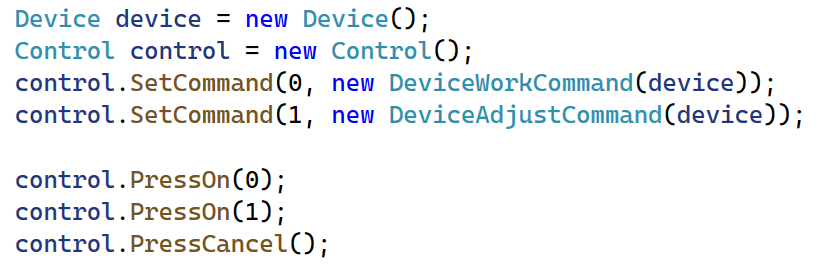 Device device = new Device();
Control control = new Control();
control.SetCommand(0, new DeviceWorkCommand(device));
control.SetCommand(1, new DeviceAdjustCommand(device));
control.PressOn(0);
control.PressOn(1);
control.PressCancel();